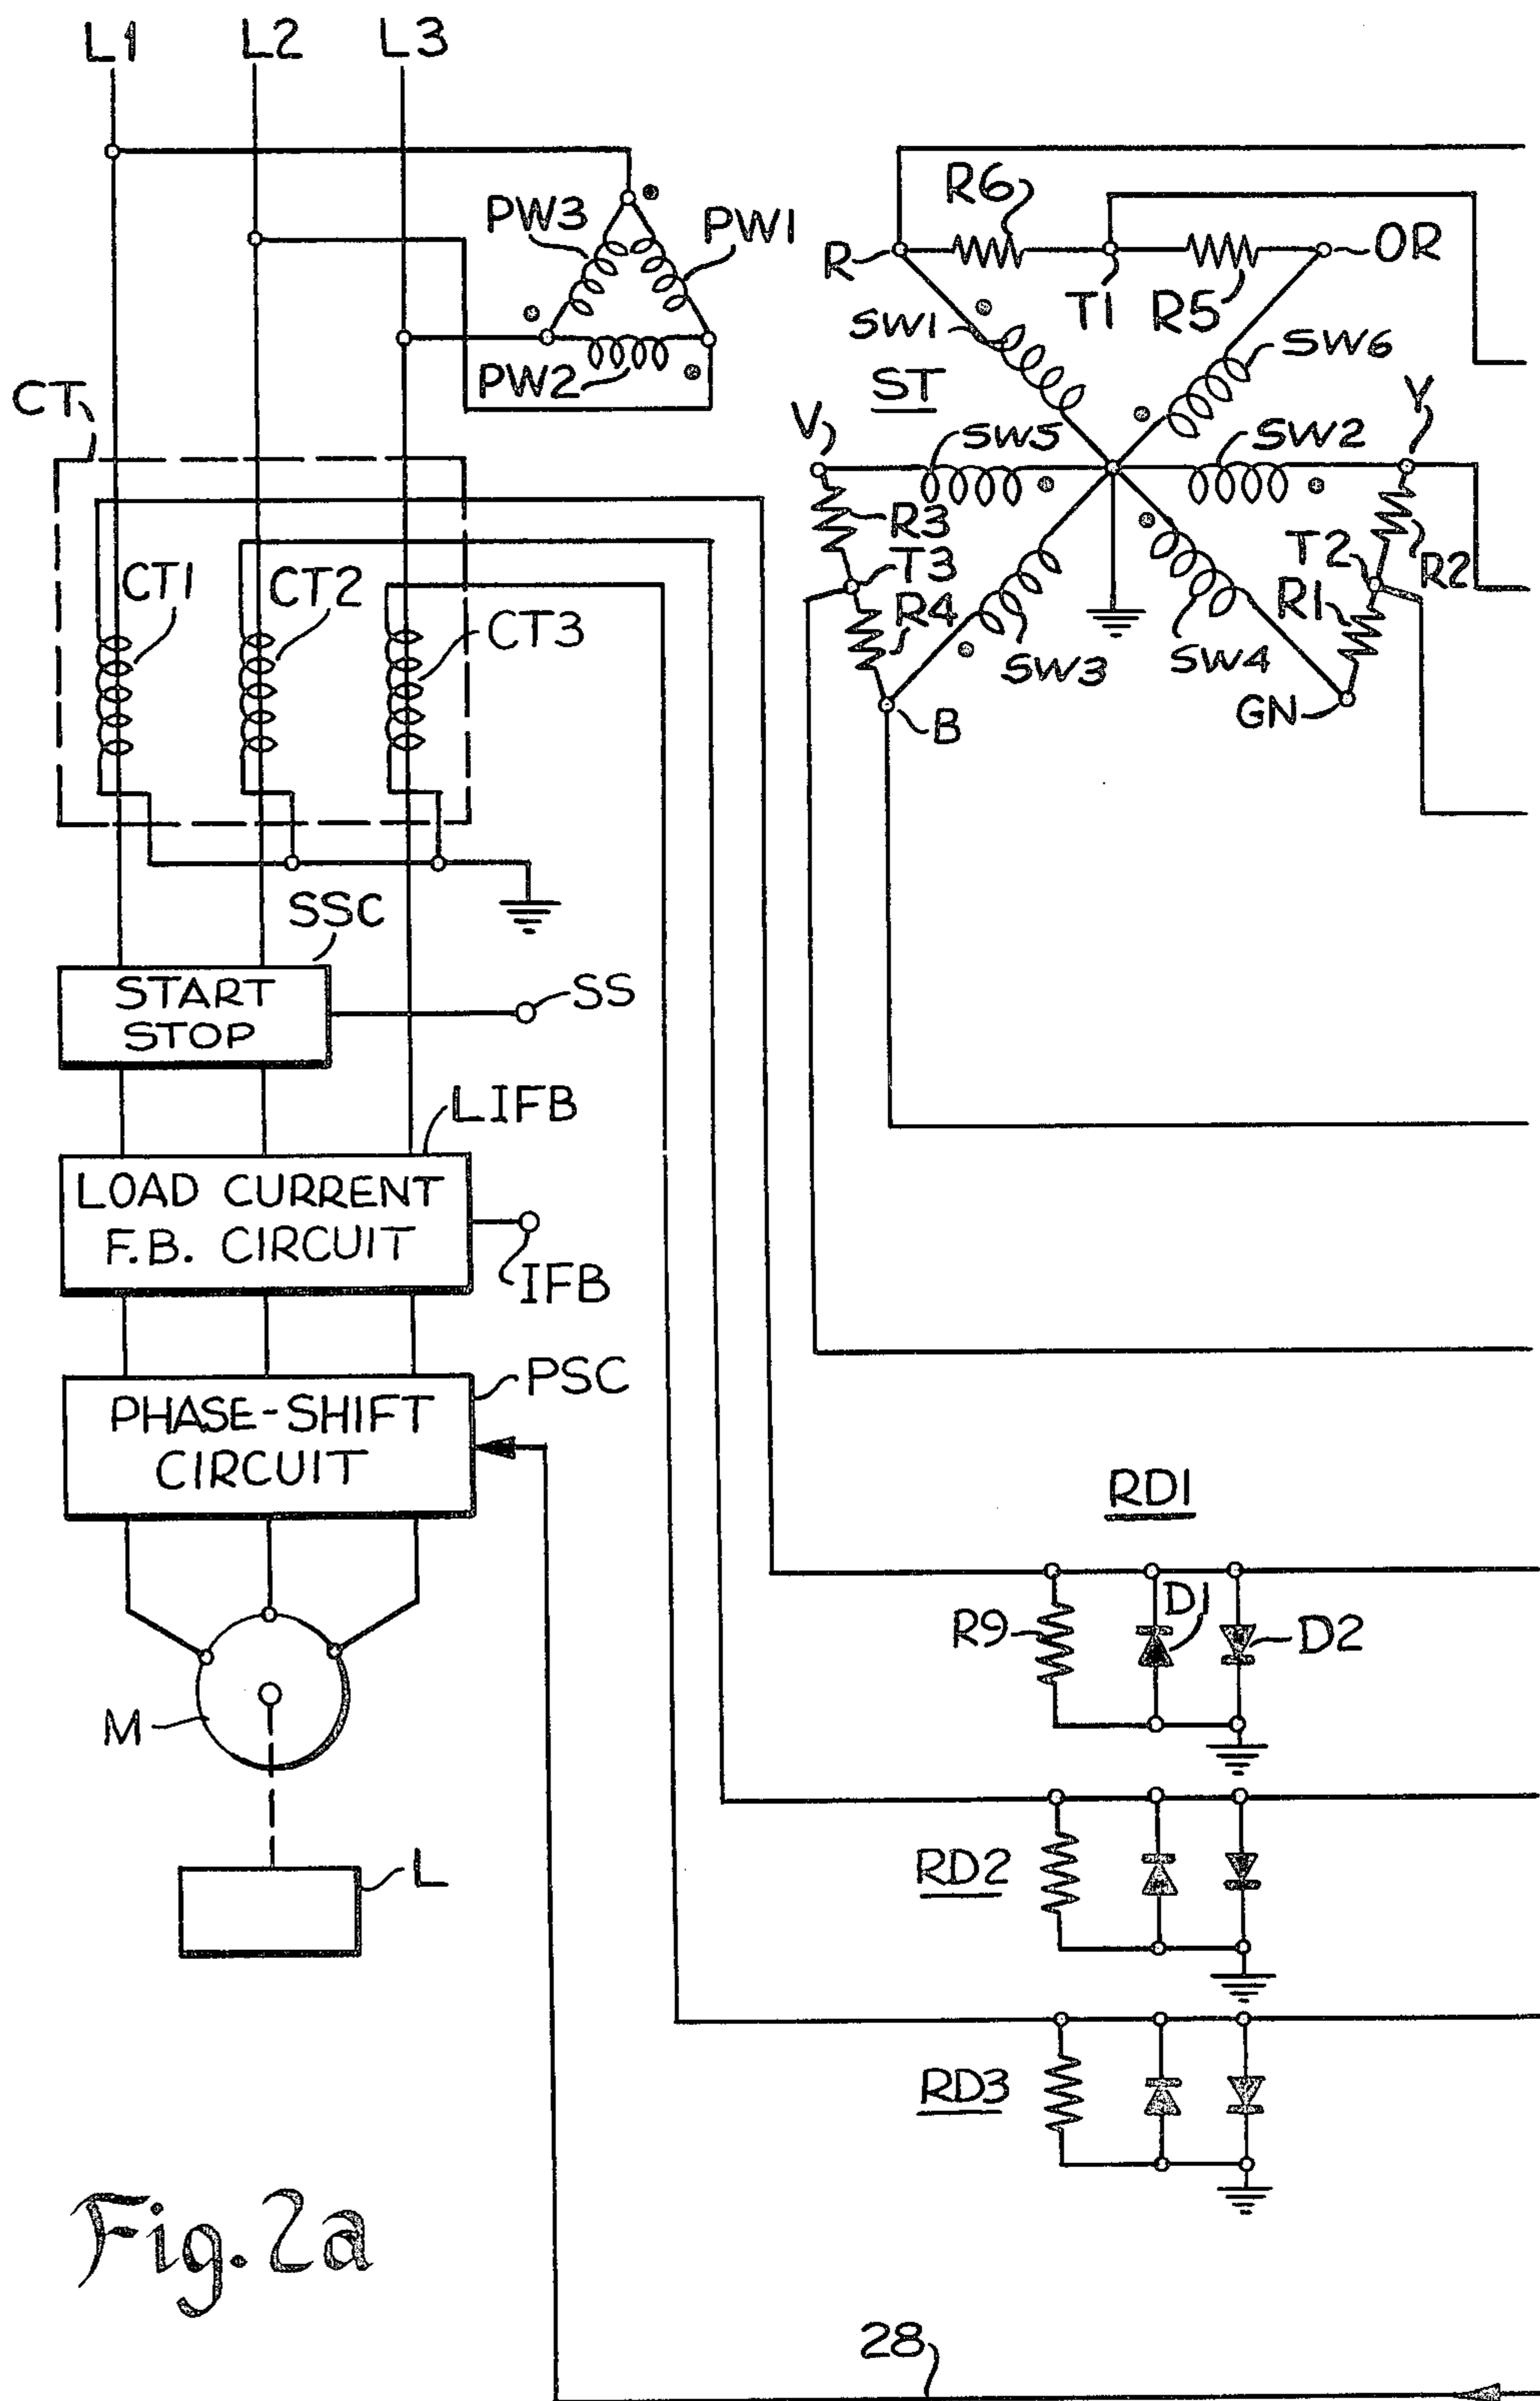 L1 L2 L3
PW3
PW1
PW2
R6
R
OR
T1
R5
SW1
SW6
ST
CT
V
Y
SW5
SW2
R3
T3
T2
R2
R1
R4
CT1
CT2
CT3
SW3
SW4
B
GN
SSC
START
STOP
SS
LIFB
LOAD CURRENT
F.B. CIRCUIT
IFB
PSC
PHASE-SHIFT
CIRCUIT
RD1
R9
D1
D2
M
L
RD2
RD3
Fig. 2a
28